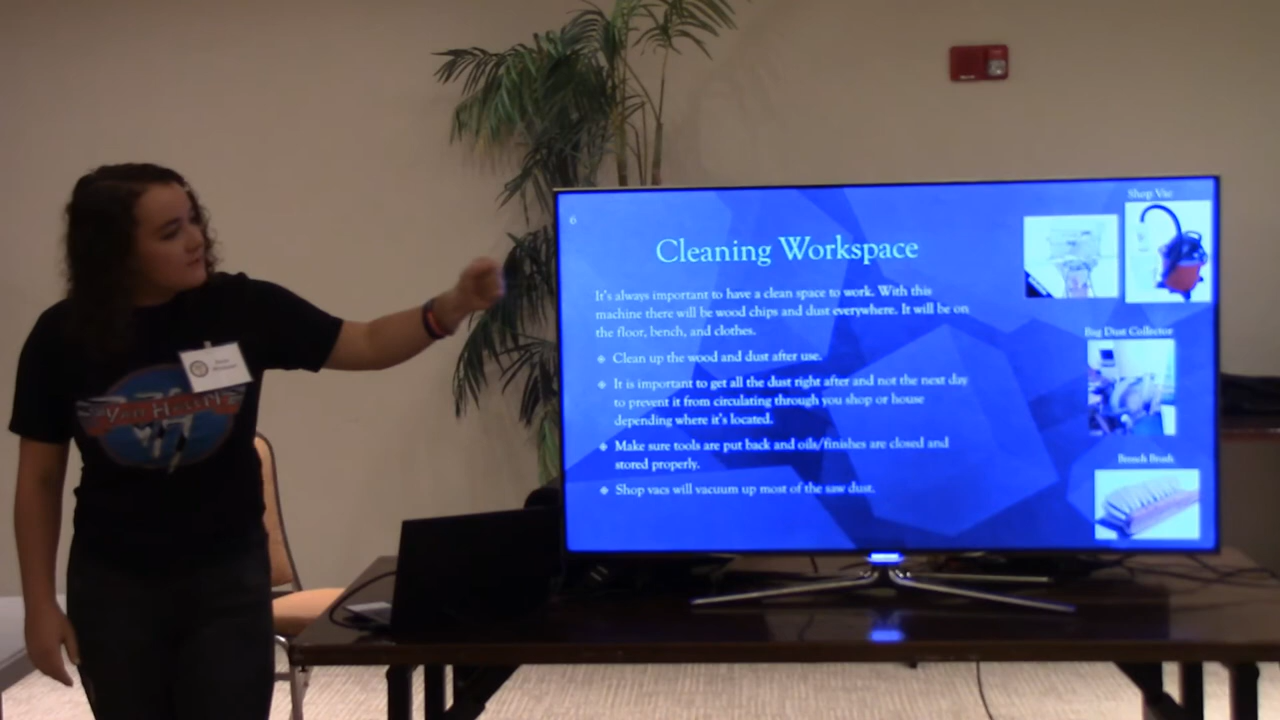 6
Shop Vac
Cleaning Workspace
It's always important to have a clean space to work. With this
machine there will be wood chips and dust everywhere. It will be on
the floor, bench, and clothes.
Clean up the wood and dust after use.
It is important to get all the dust right after and not the next day
to prevent it from circulating through you shop or house
depending where it's located.
Make sure tools are put back and oils/finishes are closed and
stored properly.
Shop vacs will vacuum up most of the saw dust.
Bag Dust Collector
Bench Brush
Van Halen